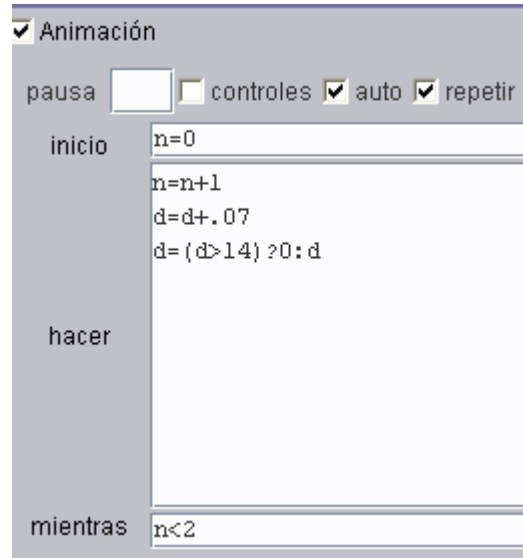 Animación
pausa controles auto repetir
inicio n=0
n=n+1
d=d+.07
d=(d>14)?0:d
hacer
mientras n<2